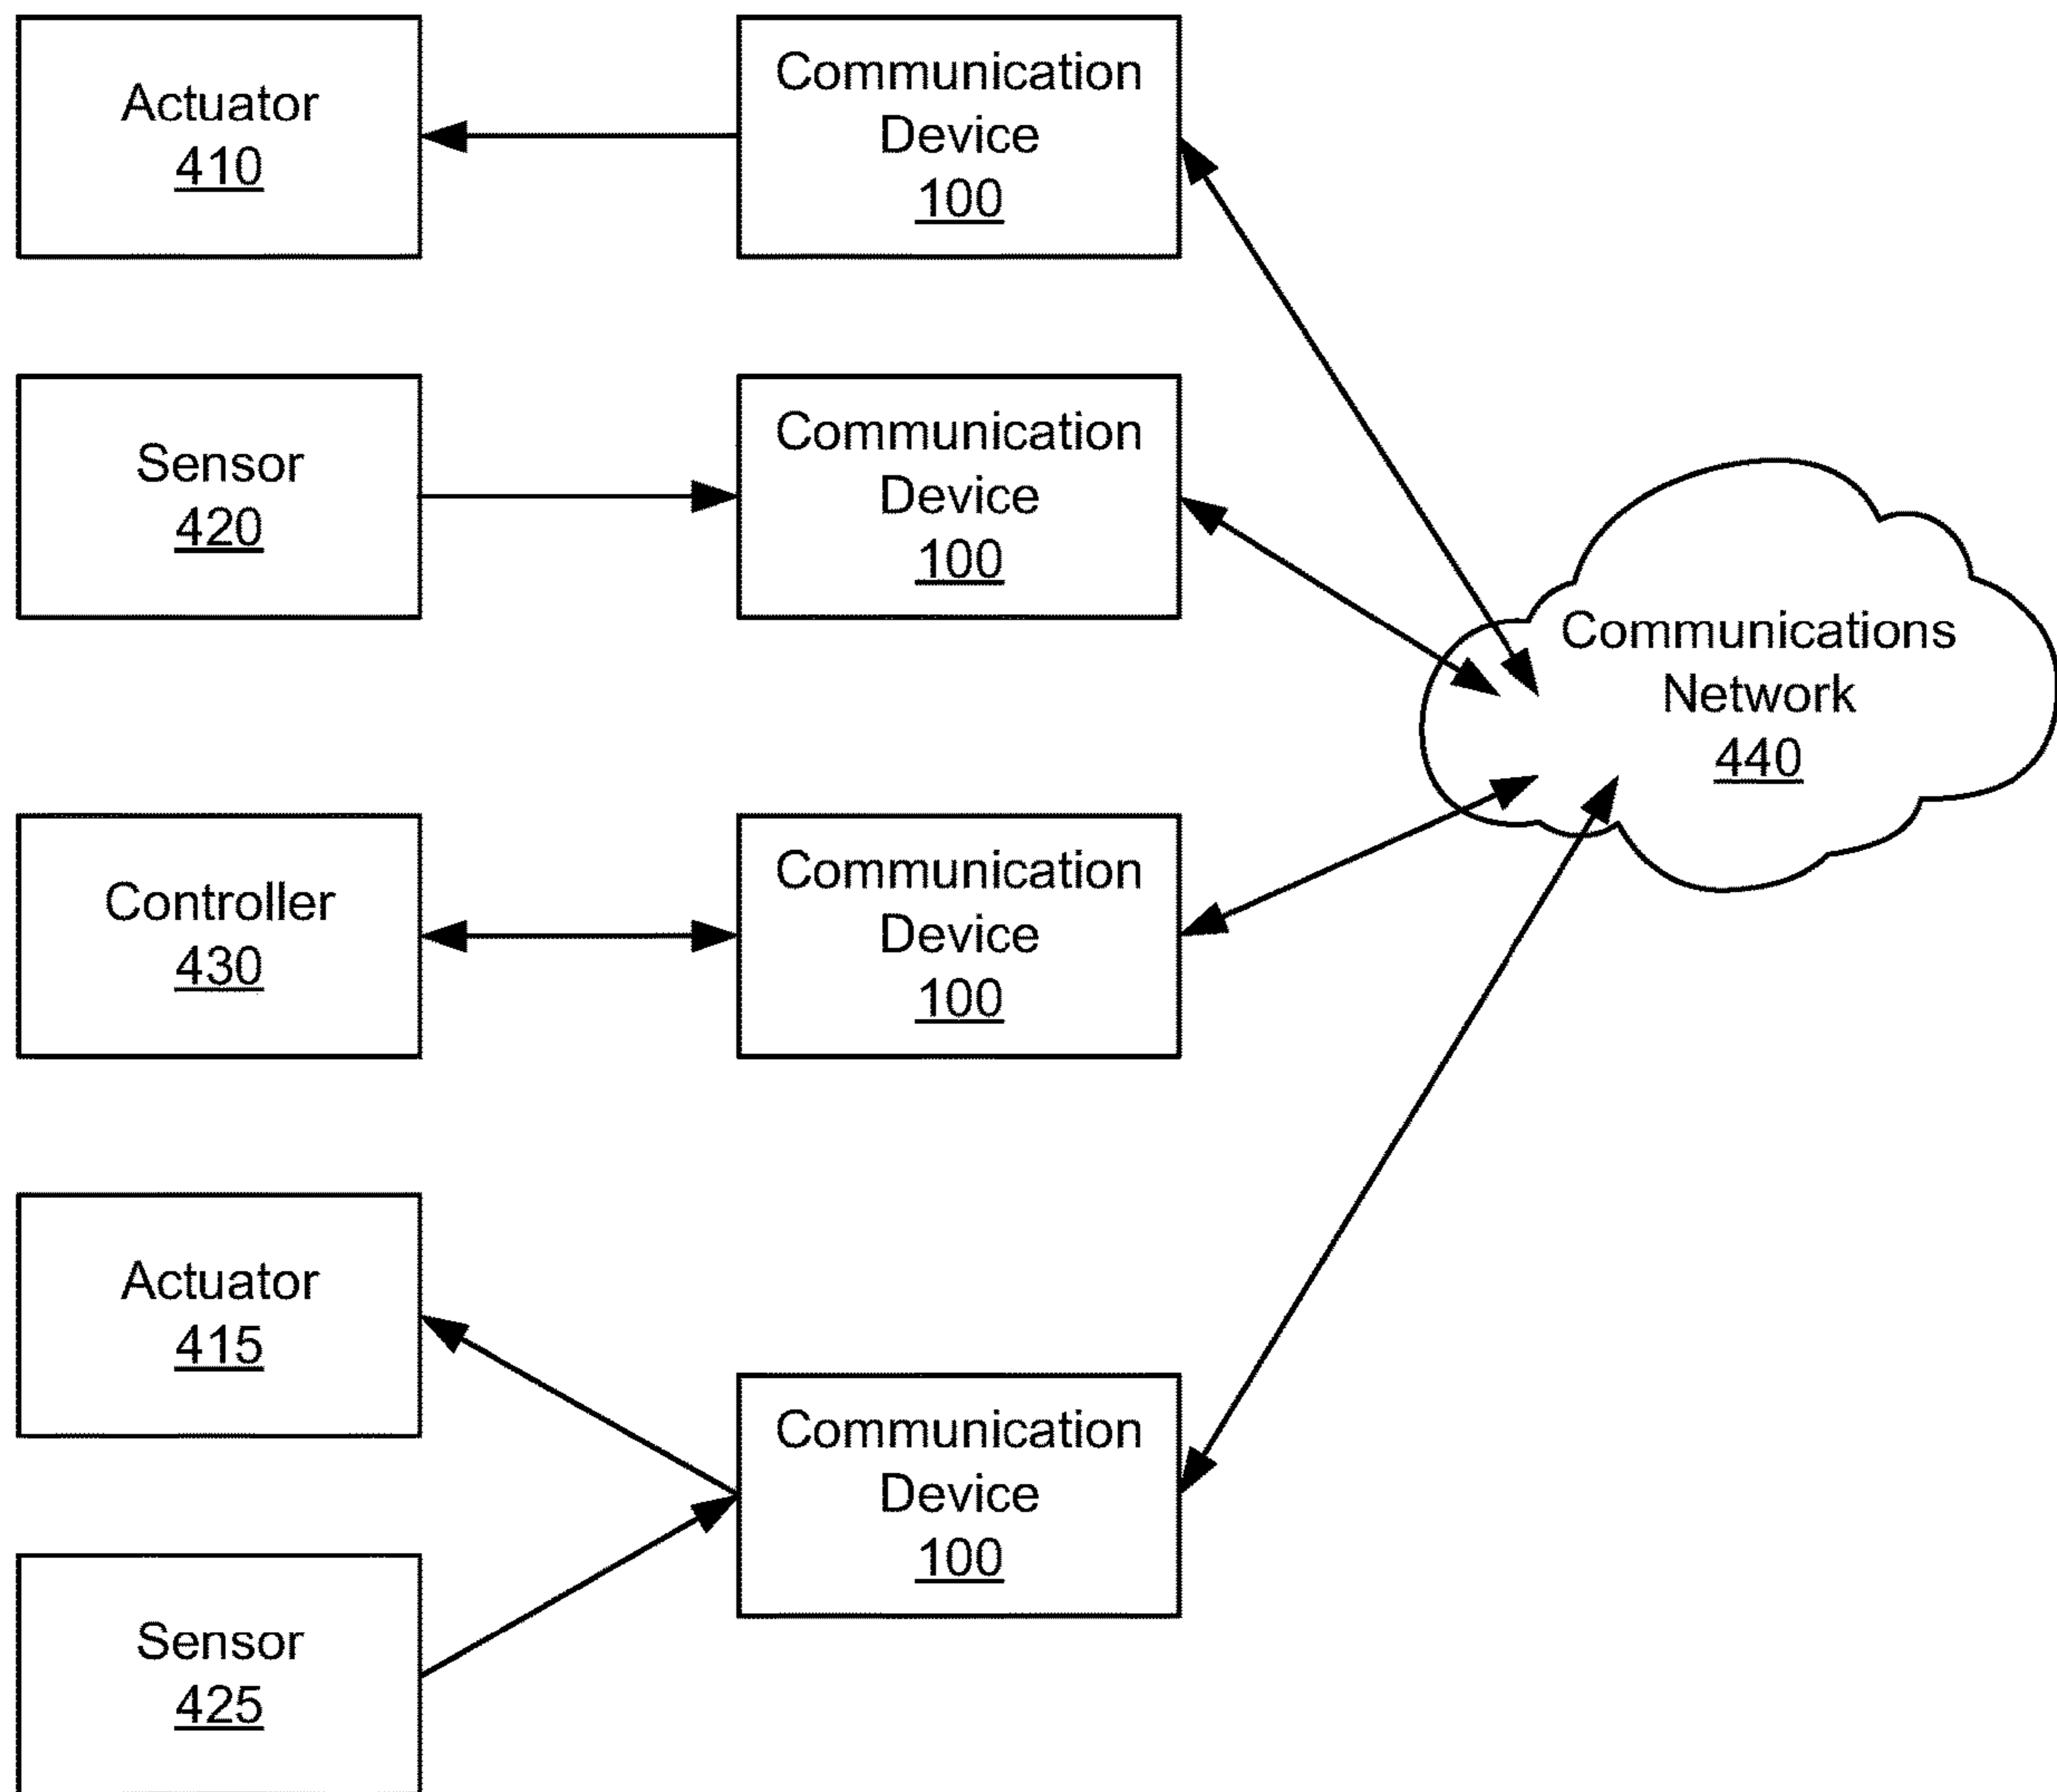 Actuator
410
Communication
Device
100
Sensor
420
Communication
Device
100
Communications
Network
440
Controller
430
Communication
Device
100
Actuator
415
Communication
Device
100
Sensor
425